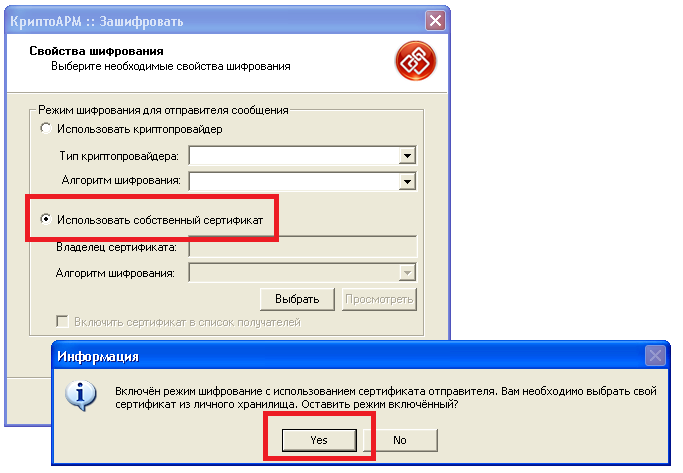 КриптоАРМ :: Зашифровать
Свойства шифрования
Выберите необходимые свойства шифрования
Режим шифрования для отправителя сообщения
Использовать криптопровайдер
Тип криптопровайдера:
Алгоритм шифрования:
Использовать собственный сертификат
Владелец сертификата:
Алгоритм шифрования:
Выбрать Просмотреть
Включить сертификат в список получателей
Информация
Включён режим шифрование с использованием сертификата отправителя. Вам необходимо выбрать свой
сертификат из личного хранилища. Оставить режим включённый?
Yes No